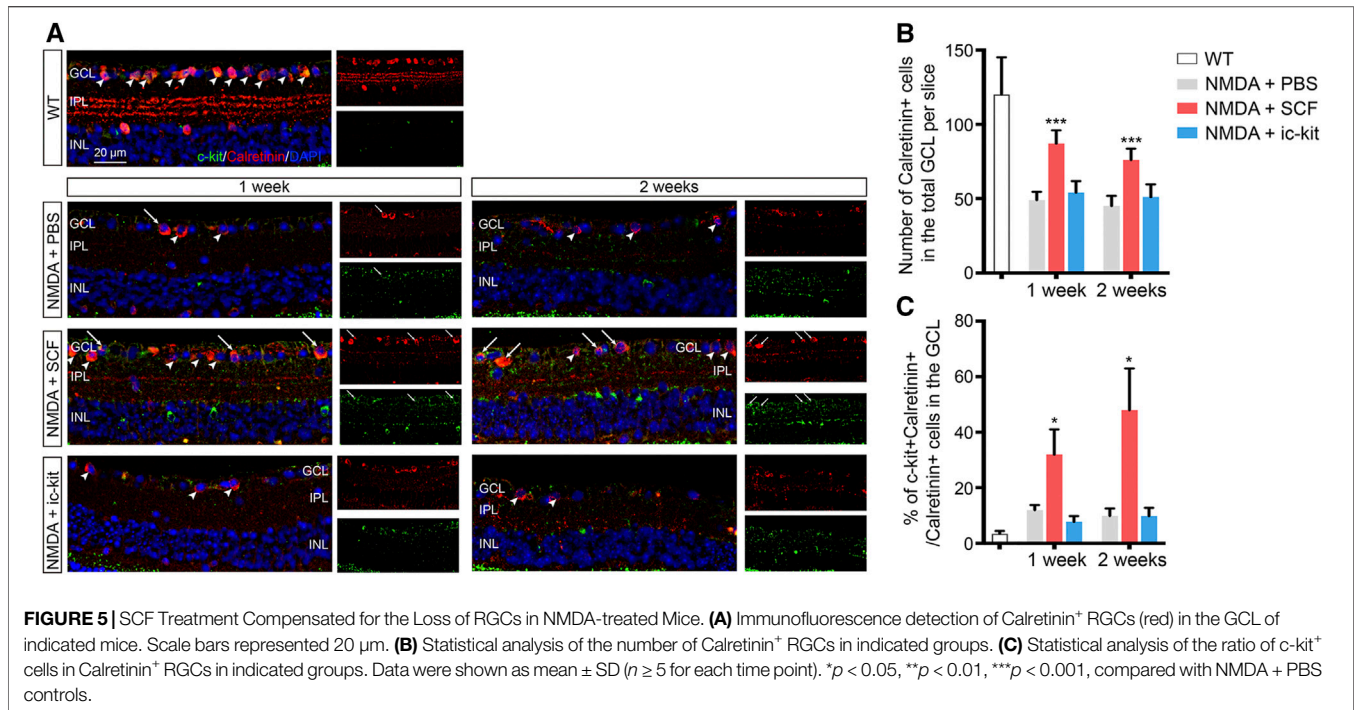 A
WT
GCL
IPL
INL
20 µm
c-kit/Calretinin/DAPI
1 week
2 weeks
NMDA + PBS
GCL
IPL
INL
GCL
IPL
INL
NMDA + SCF
GCL
IPL
INL
GCL
IPL
INL
NMDA + ic-kit
GCL
IPL
INL
GCL
IPL
INL
B
Number of Calretinin+ cells
in the total GCL per slice
150
100
50
0
***
***
1 week
2 weeks
WT
NMDA + PBS
NMDA + SCF
NMDA + ic-kit
C
% of c-kit+Calretinin+
/Calretinin+ cells in the GCL
80
60
40
20
0
*
*
1 week
2 weeks
FIGURE 5 | SCF Treatment Compensated for the Loss of RGCs in NMDA-treated Mice. (A) Immunofluorescence detection of Calretinin⁺ RGCs (red) in the GCL of
indicated mice. Scale bars represented 20 µm. (B) Statistical analysis of the number of Calretinin⁺ RGCs in indicated groups. (C) Statistical analysis of the ratio of c-kit⁺
cells in Calretinin⁺ RGCs in indicated groups. Data were shown as mean ± SD (n ≥ 5 for each time point). *p < 0.05, **p < 0.01, ***p < 0.001, compared with NMDA + PBS
controls.